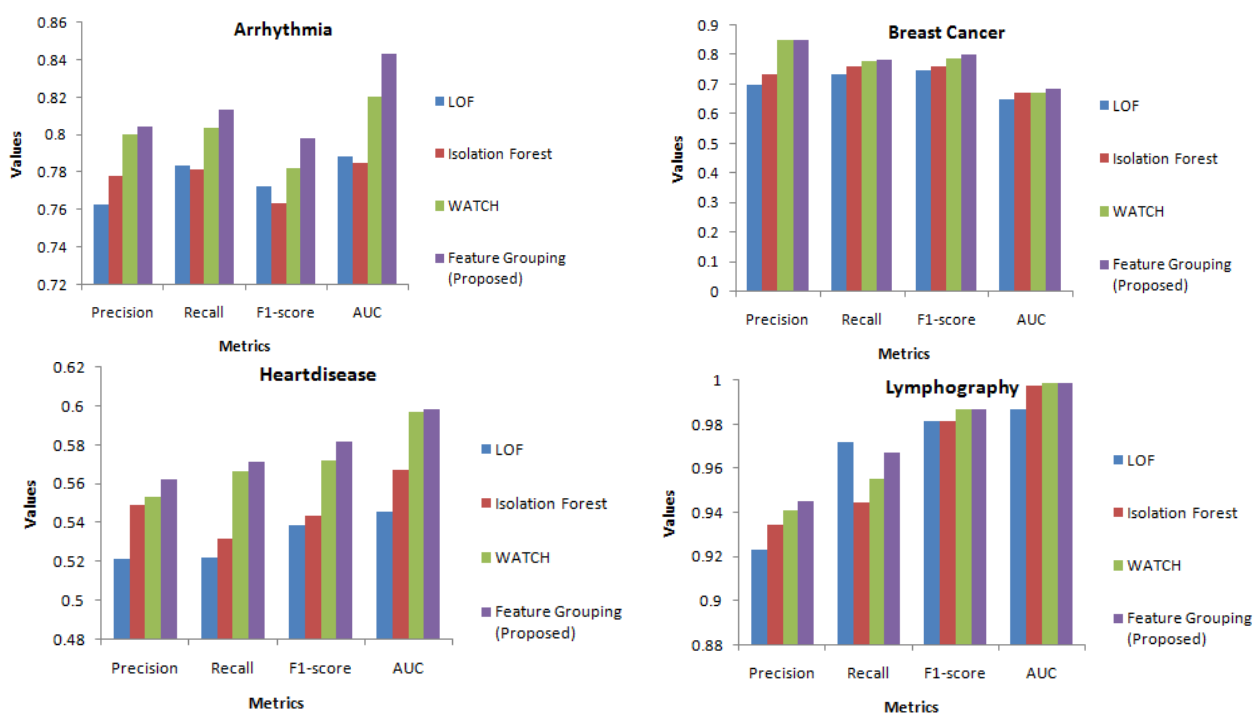 Arrhythmia
0.86
0.84
0.82
0.8
0.78
0.76
0.74
0.72
Values
Precision Recall F1-score AUC
Metrics
LOF
Isolation Forest
WATCH
Feature Grouping
(Proposed)
Breast Cancer
0.9
0.8
0.7
0.6
0.5
0.4
0.3
0.2
0.1
0
Values
Precision Recall F1-score AUC
Metrics
LOF
Isolation Forest
WATCH
Feature Grouping
(Proposed)
Heartdisease
0.62
0.6
0.58
0.56
0.54
0.52
0.5
0.48
Values
Precision Recall F1-score AUC
Metrics
LOF
Isolation Forest
WATCH
Feature Grouping
(Proposed)
Lymphography
1
0.98
0.96
0.94
0.92
0.9
0.88
Values
Precision Recall F1-score AUC
Metrics
LOF
Isolation Forest
WATCH
Feature Grouping
(Proposed)